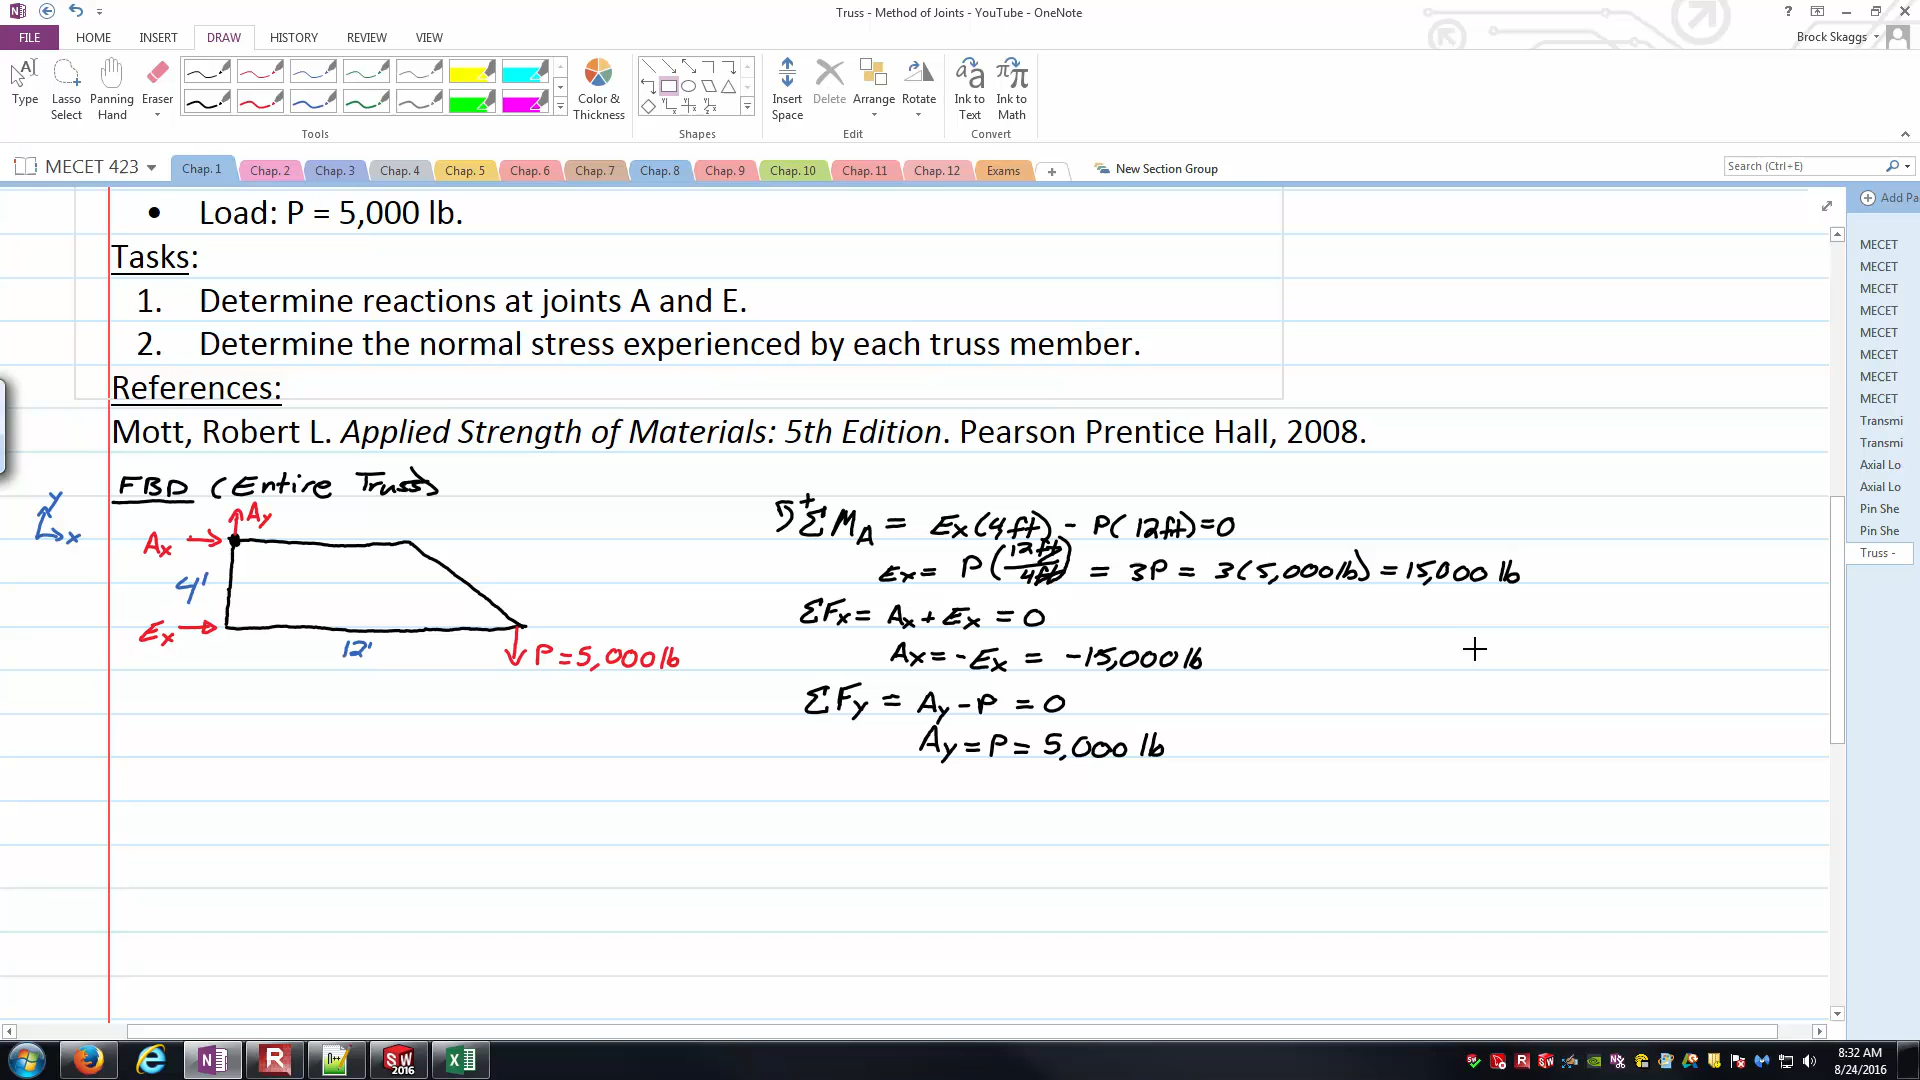 Truss - Method of Joints - YouTube - OneNote
FILE HOME INSERT DRAW HISTORY REVIEW VIEW
Brock Skaggs
Type
Lasso Select
Panning Hand
Eraser
Color & Thickness
Insert Space
Delete
Arrange
Rotate
Ink to Text
Ink to Math
Tools Shapes Edit Convert
MECET 423
Chap. 1 Chap. 2 Chap. 3 Chap. 4 Chap. 5 Chap. 6 Chap. 7 Chap. 8 Chap. 9 Chap. 10 Chap. 11 Chap. 12 Exams
New Section Group
Search (Ctrl+E)
Add Pa
MECET
MECET
MECET
MECET
MECET
MECET
MECET
MECET
Transmi
Transmi
Axial Lo
Axial Lo
Pin She
Pin She
Truss -
• Load: P = 5,000 lb.
Tasks:
1. Determine reactions at joints A and E.
2. Determine the normal stress experienced by each truss member.
References:
Mott, Robert L. Applied Strength of Materials: 5th Edition. Pearson Prentice Hall, 2008.
FBD (Entire Truss)
Y
x
Ay
Ax
4'
Ex
12'
P = 5,000 lb
+ ΣMA = Ex(4ft) - P(12ft) = 0
Ex = P(12ft/4ft) = 3P = 3(5,000 lb) = 15,000 lb
ΣFx = Ax + Ex = 0
Ax = -Ex = -15,000 lb
ΣFy = Ay - P = 0
Ay = P = 5,000 lb
SW 2016
8:32 AM
8/24/2016